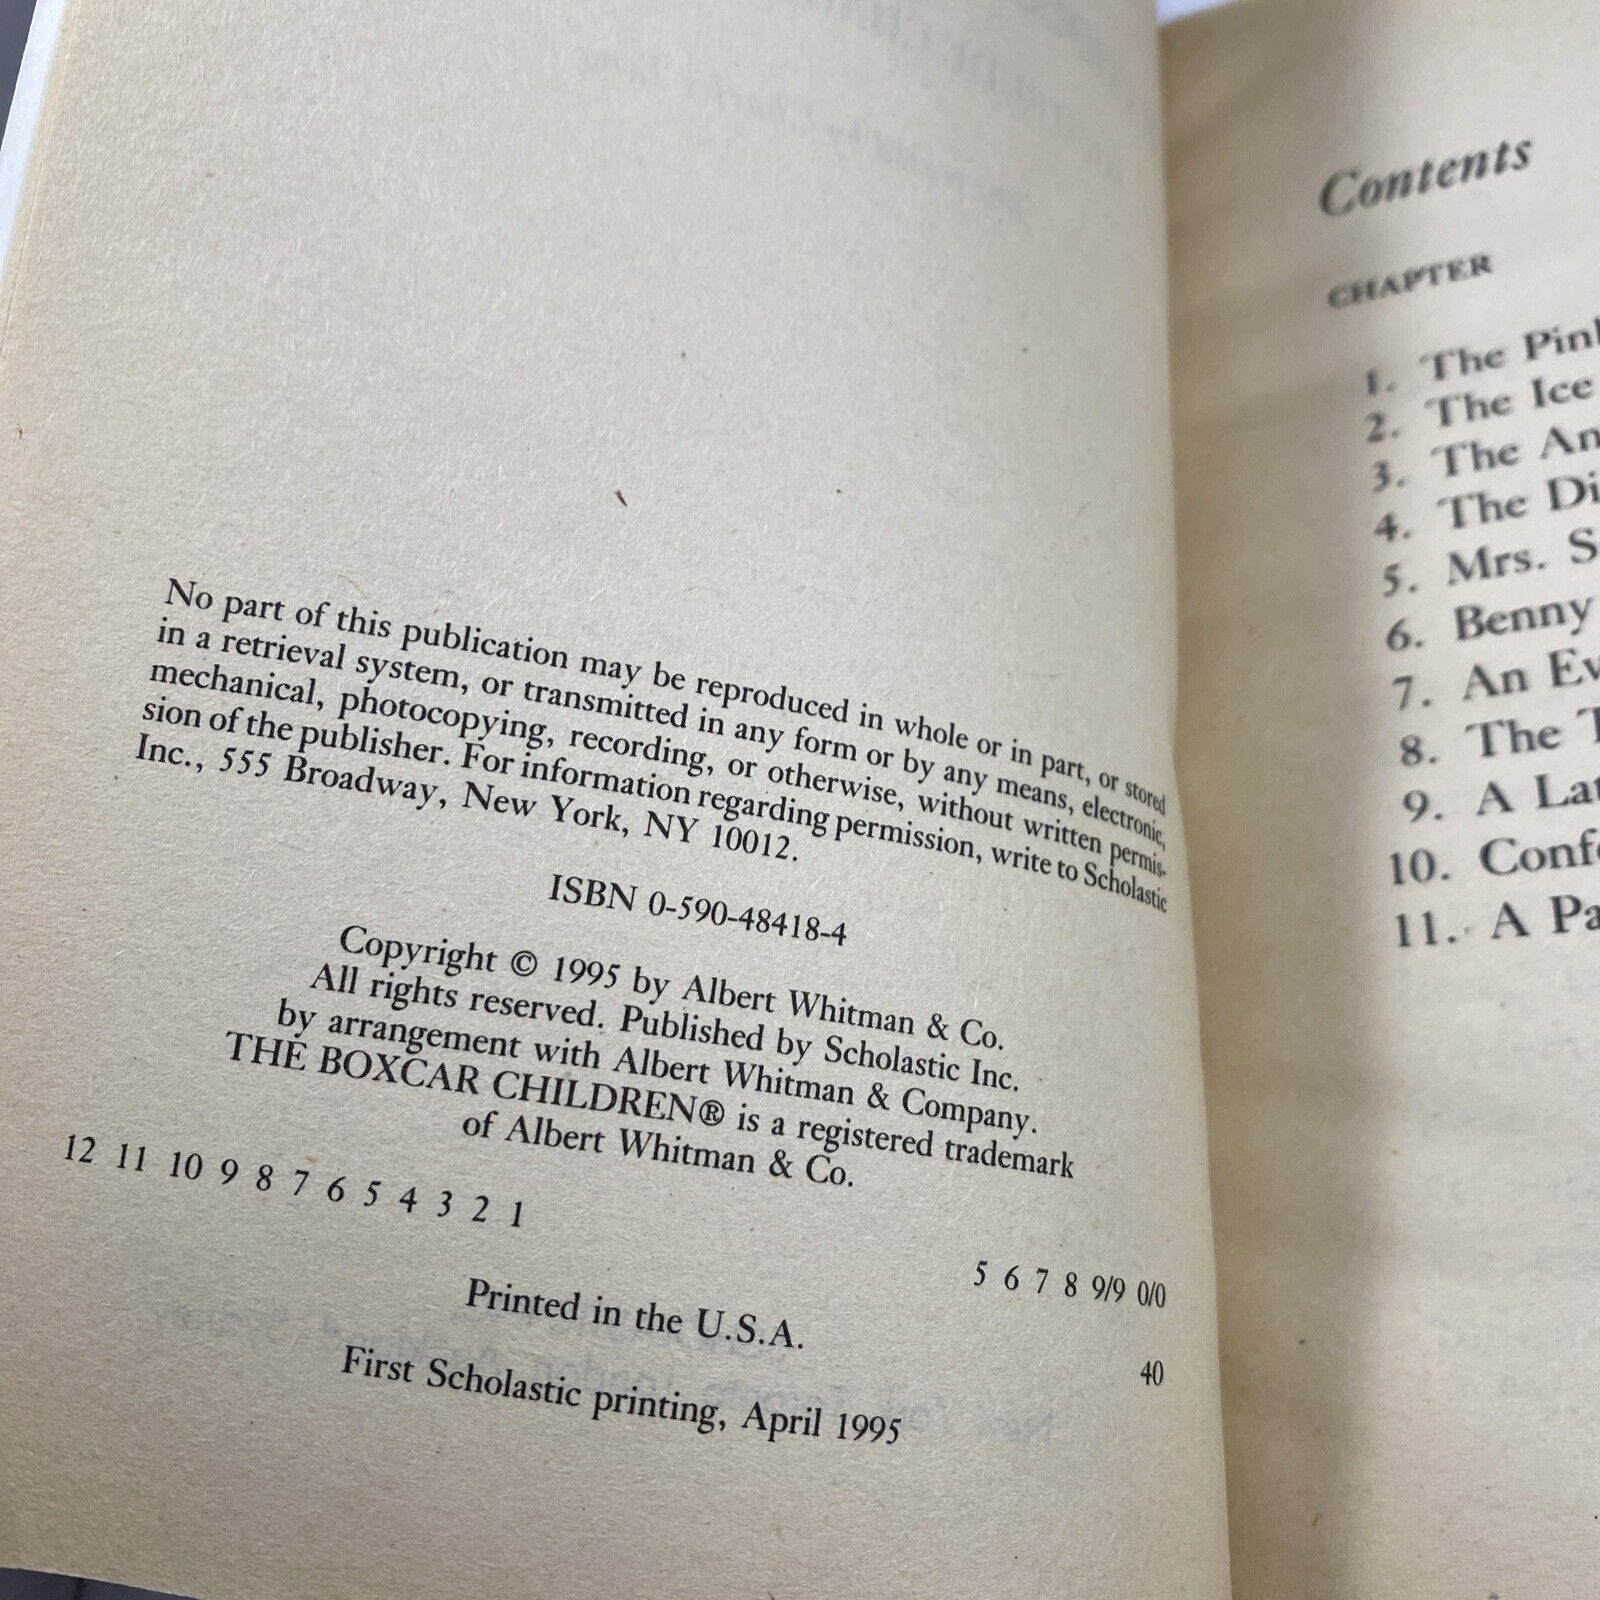 No part of this publication may be reproduced in whole or in part, or stored
in a retrieval system, or transmitted in any form or by any means, electronic,
mechanical, photocopying, recording, or otherwise, without written permis-
sion of the publisher. For information regarding permission, write to Scholastic
Inc., 555 Broadway, New York, NY 10012.
ISBN 0-590-48418-4
Copyright © 1995 by Albert Whitman & Co.
All rights reserved. Published by Scholastic Inc.
by arrangement with Albert Whitman & Company.
THE BOXCAR CHILDREN® is a registered trademark
of Albert Whitman & Co.
12 11 10 9 8 7 6 5 4 3 2 1
5 6 7 8 9/9 0/0
Printed in the U.S.A.
40
First Scholastic printing, April 1995
Contents
CHAPTER
1. The
2. The Ice
3. The
4. The
5. Mrs.
6. Benny
7. An
8. The
9. A
10.
11. A